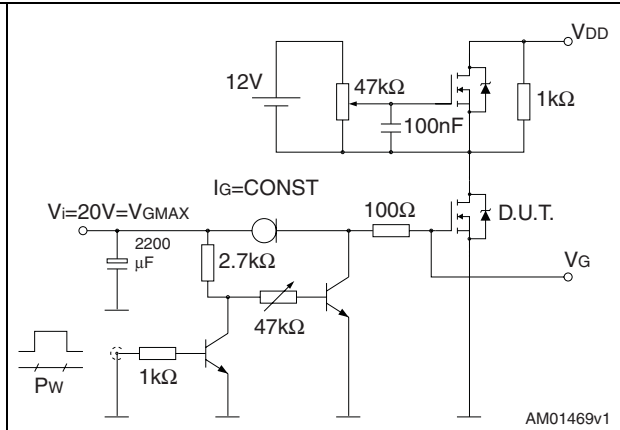 VDD
12V
47kΩ
1kΩ
100nF
IG=CONST
Vi=20V=VGMAX
100Ω
D.U.T.
2200
μF
2.7kΩ
VG
47kΩ
1kΩ
PW
AM01469v1